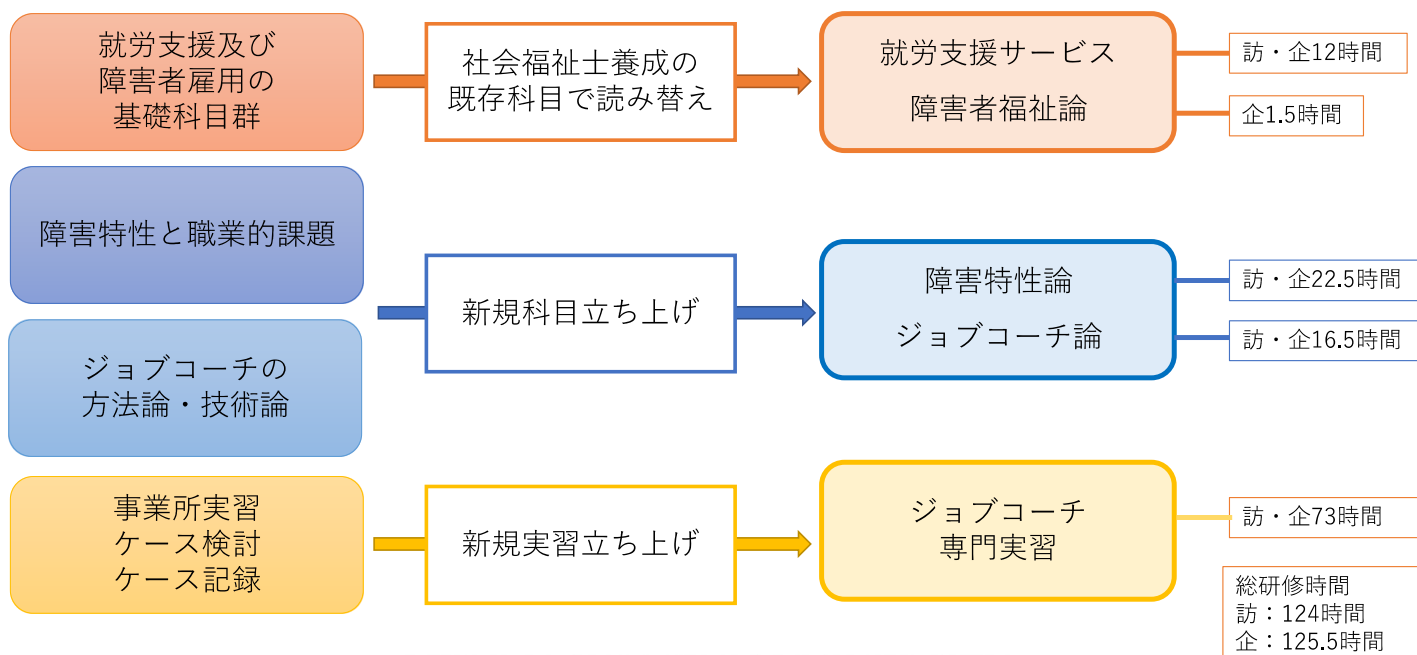 就労支援及び
障害者雇用の
基礎科目群
社会福祉士養成の
既存科目で読み替え
就労支援サービス
障害者福祉論
訪・企12時間
企1.5時間
障害特性と職業的課題
ジョブコーチの
方法論・技術論
新規科目立ち上げ
障害特性論
ジョブコーチ論
訪・企22.5時間
訪・企16.5時間
事業所実習
ケース検討
ケース記録
新規実習立ち上げ
ジョブコーチ
専門実習
訪・企73時間
総研修時間
訪：124時間
企：125.5時間